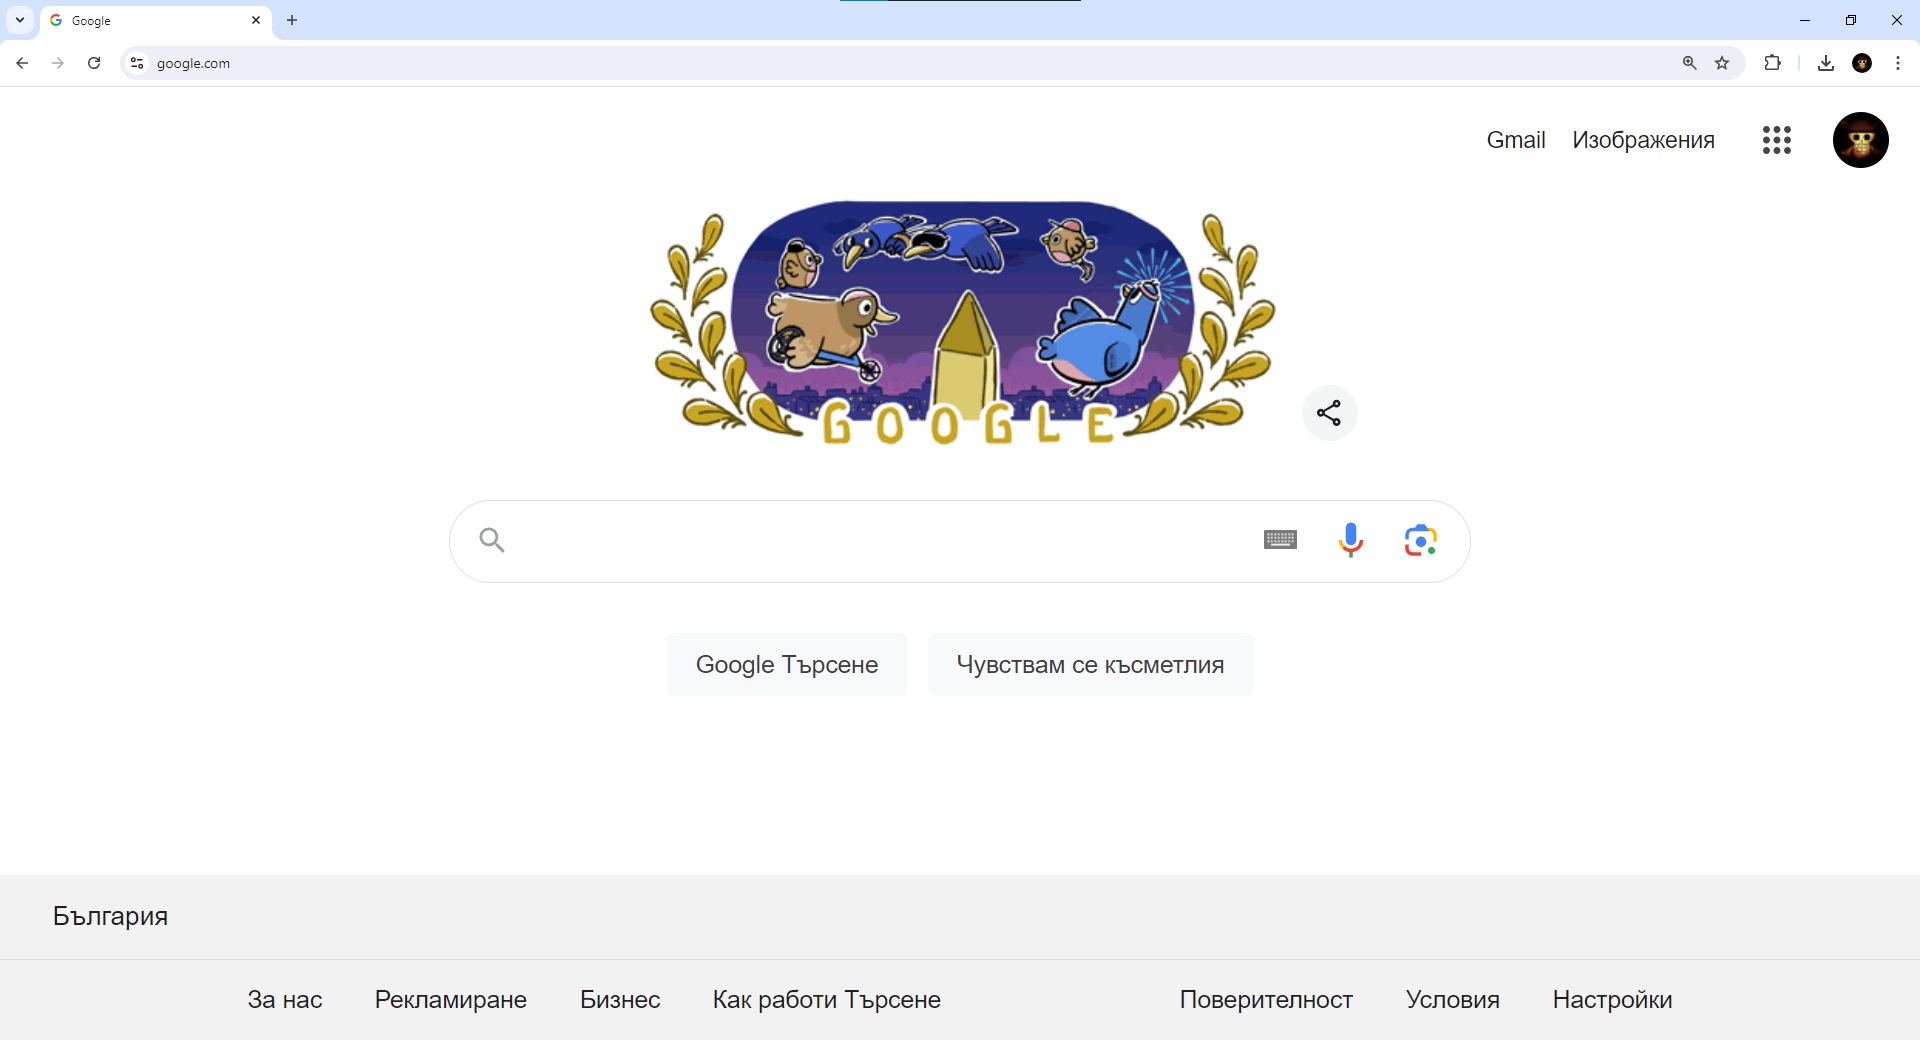 Google
google.com
Gmail Изображения
GOOGLE
Google Търсене Чувствам се късметлия
България
За нас Рекламиране Бизнес Как работи Търсене Поверителност Условия Настройки